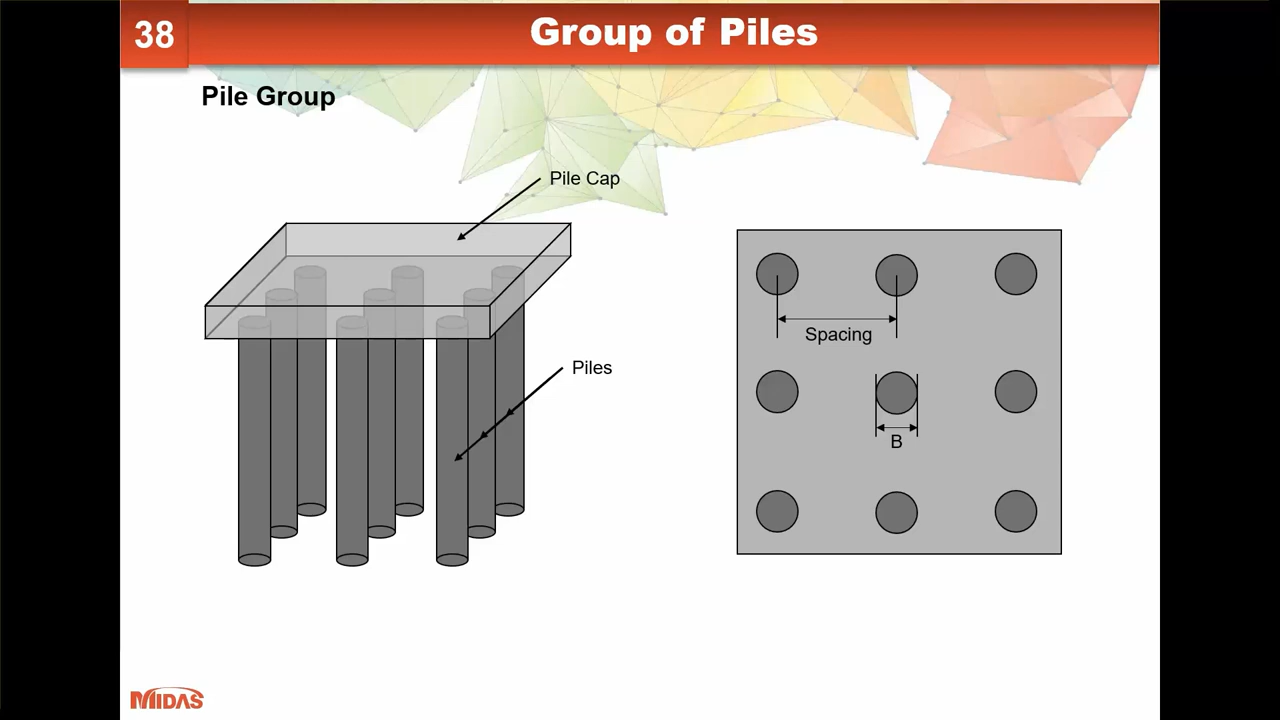 38
Group of Piles
Pile Group
Pile Cap
Piles
Spacing
B
MIDAS